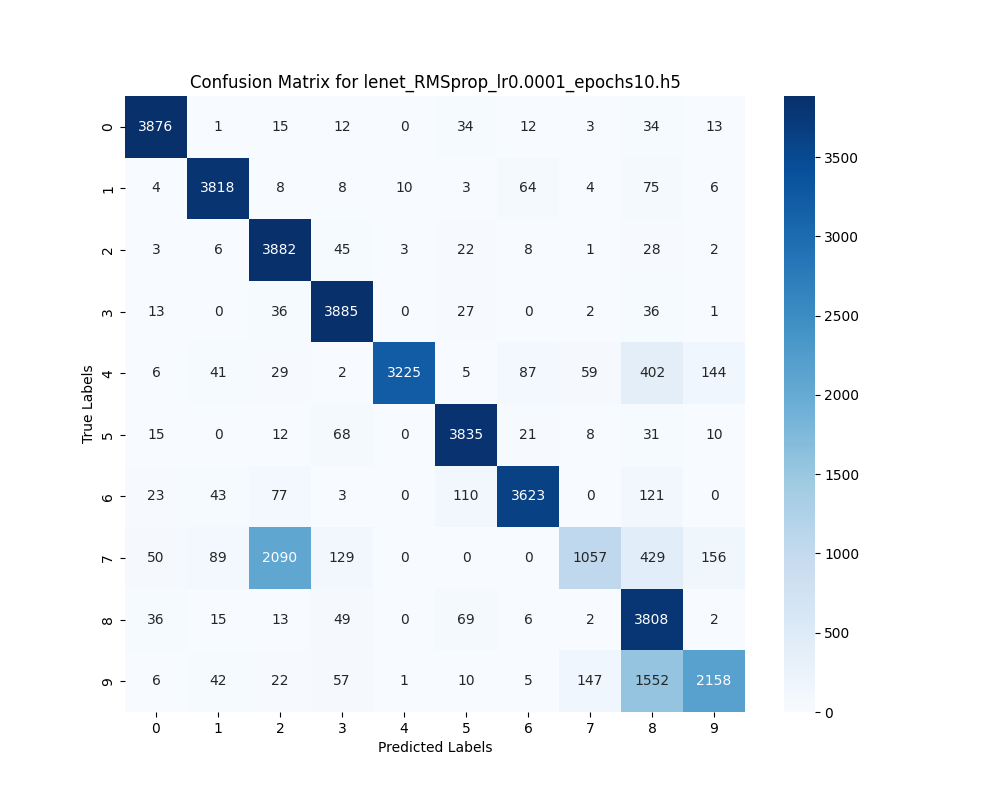 Confusion Matrix for lenet_RMSprop_lr0.0001_epochs10.h5
0 3876 1 15 12 0 34 12 3 34 13
1 4 3818 8 8 10 3 64 4 75 6
2 3 6 3882 45 3 22 8 1 28 2
3 13 0 36 3885 0 27 0 2 36 1
4 6 41 29 2 3225 5 87 59 402 144
5 15 0 12 68 0 3835 21 8 31 10
6 23 43 77 3 0 110 3623 0 121 0
7 50 89 2090 129 0 0 0 1057 429 156
8 36 15 13 49 0 69 6 2 3808 2
9 6 42 22 57 1 10 5 147 1552 2158
0 1 2 3 4 5 6 7 8 9
Predicted Labels
True Labels
3500
3000
2500
2000
1500
1000
500
0